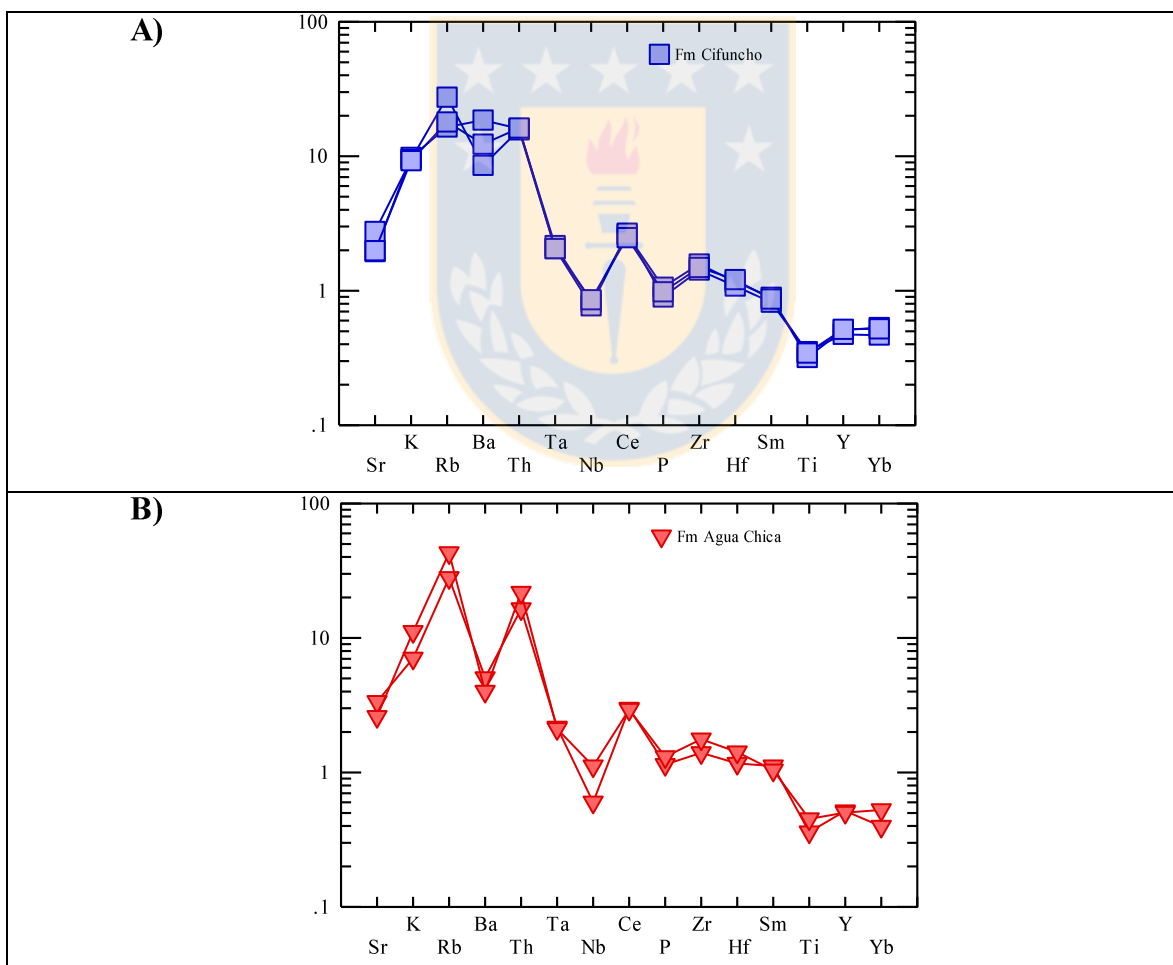 A)
100
Fm Cifuncho
10
1
.1
K Ba Ta Ce Zr Sm Y
Sr Rb Th Nb P Hf Ti Yb
B)
100
Fm Agua Chica
10
1
.1
K Ba Ta Ce Zr Sm Y
Sr Rb Th Nb P Hf Ti Yb